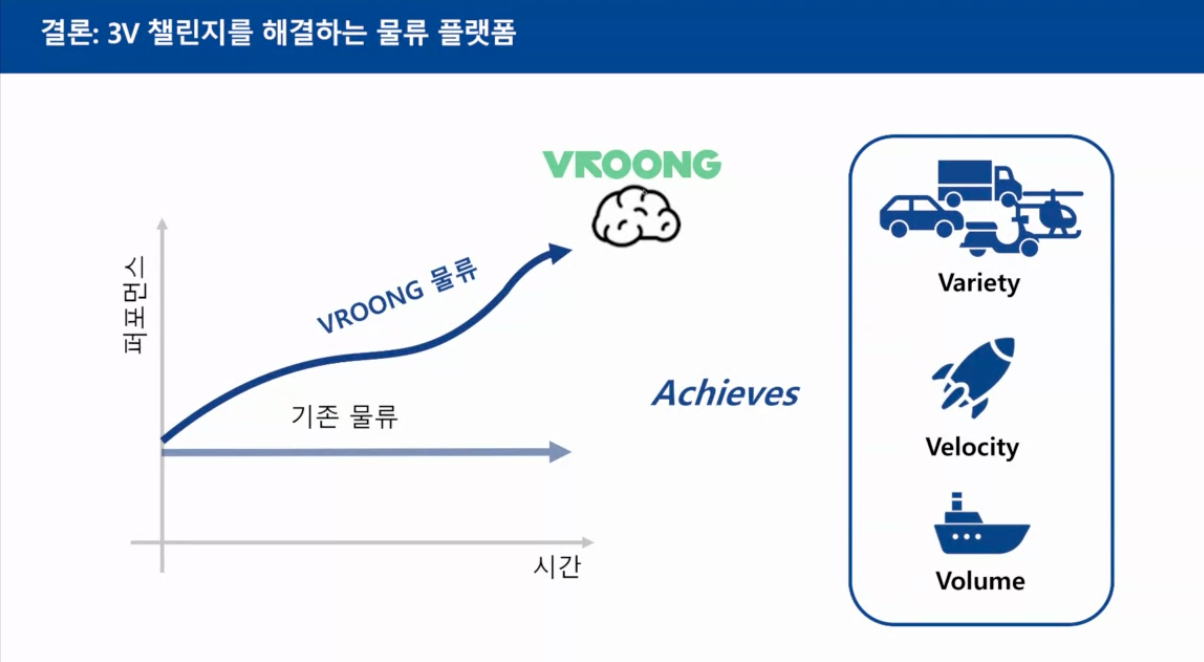 결론: 3V 챌린지를 해결하는 물류 플랫폼
VROONG
퍼포먼스
VROONG 물류
기존 물류
시간
Achieves
Variety
Velocity
Volume